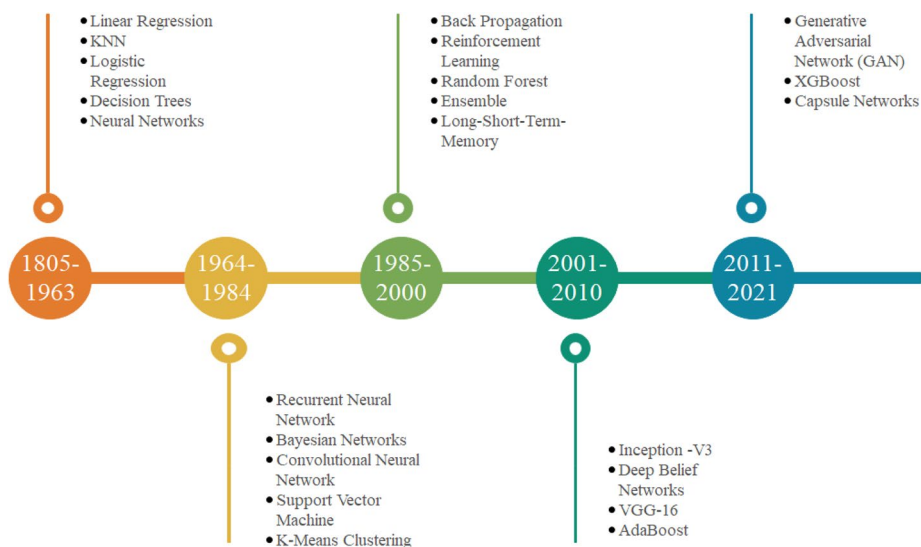 • Linear Regression
• KNN
• Logistic
Regression
• Decision Trees
• Neural Networks
• Back Propagation
• Reinforcement
Learning
• Random Forest
• Ensemble
• Long-Short-Term-
Memory
• Generative
Adversarial
Network (GAN)
• XGBoost
• Capsule Networks
1805-
1963
1964-
1984
1985-
2000
2001-
2010
2011-
2021
• Recurrent Neural
Network
• Bayesian Networks
• Convolutional Neural
Network
• Support Vector
Machine
• K-Means Clustering
• Inception -V3
• Deep Belief
Networks
• VGG-16
• AdaBoost